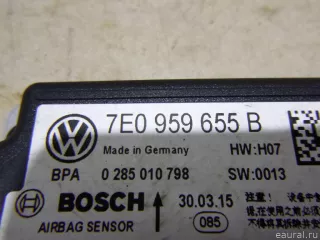 7E0 959 655 B
Made in Germany HW:H07
BPA 0 285 010 798 SW:0013
BOSCH 30.03.15
AIRBAG SENSOR 085
eaural.ru